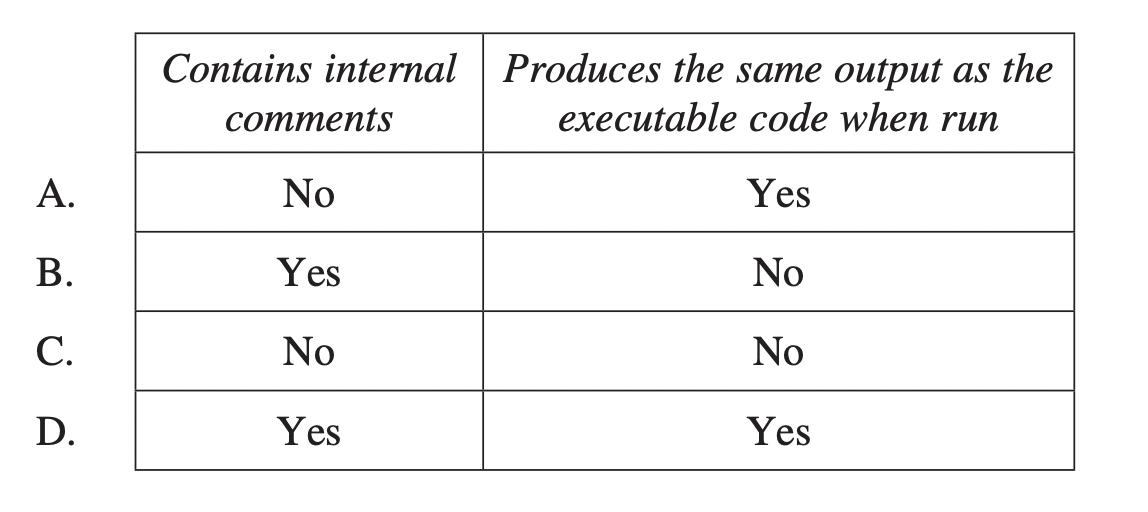 Contains internal comments Produces the same output as the executable code when run
A. No Yes
B. Yes No
C. No No
D. Yes Yes